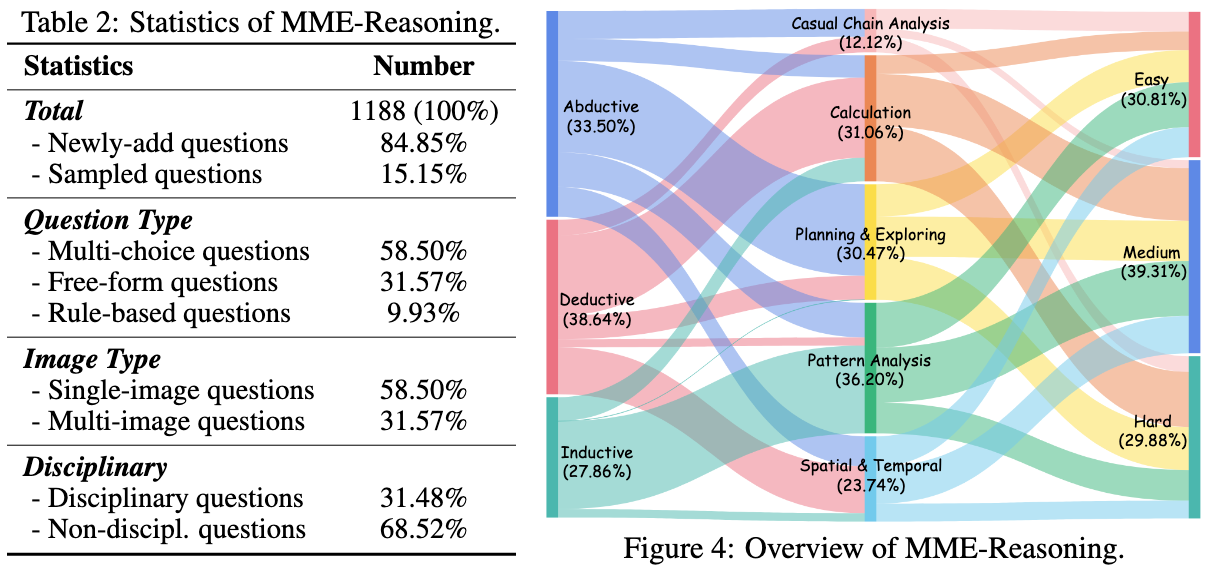 Table 2: Statistics of MME-Reasoning.
Statistics Number
Total 1188 (100%)
- Newly-add questions 84.85%
- Sampled questions 15.15%
Question Type
- Multi-choice questions 58.50%
- Free-form questions 31.57%
- Rule-based questions 9.93%
Image Type
- Single-image questions 58.50%
- Multi-image questions 31.57%
Disciplinary
- Disciplinary questions 31.48%
- Non-discipl. questions 68.52%
Abductive
(33.50%)
Deductive
(38.64%)
Inductive
(27.86%)
Casual Chain Analysis
(12.12%)
Calculation
(31.06%)
Planning & Exploring
(30.47%)
Pattern Analysis
(36.20%)
Spatial & Temporal
(23.74%)
Easy
(30.81%)
Medium
(39.31%)
Hard
(29.88%)
Figure 4: Overview of MME-Reasoning.